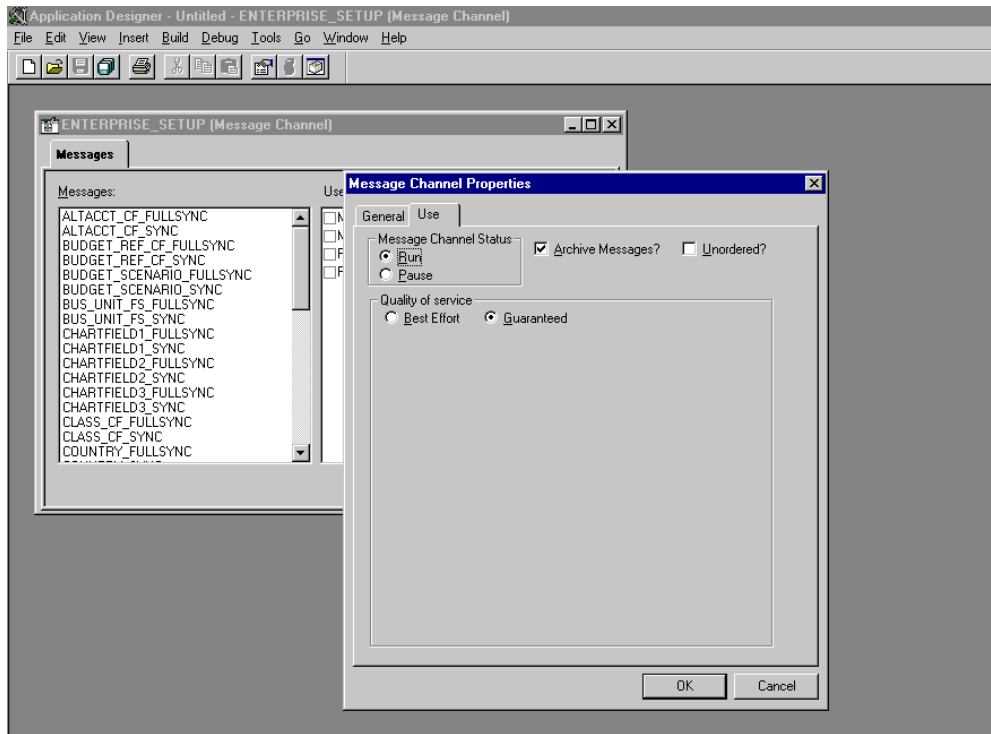 Application Designer - Untitled - ENTERPRISE_SETUP (Message Channel)
File Edit View Insert Build Debug Tools Go Window Help
ENTERPRISE_SETUP (Message Channel)
Messages
Messages:
Use
ALTACCT_CF_FULLSYNC
ALTACCT_CF_SYNC
BUDGET_REF_CF_FULLSYNC
BUDGET_REF_CF_SYNC
BUDGET_SCENARIO_FULLSYNC
BUDGET_SCENARIO_SYNC
BUS_UNIT_FS_FULLSYNC
BUS_UNIT_FS_SYNC
CHARTFIELD1_FULLSYNC
CHARTFIELD1_SYNC
CHARTFIELD2_FULLSYNC
CHARTFIELD2_SYNC
CHARTFIELD3_FULLSYNC
CHARTFIELD3_SYNC
CLASS_CF_FULLSYNC
CLASS_CF_SYNC
COUNTRY_FULLSYNC
Message Channel Properties
General Use
Message Channel Status
Run
Pause
Archive Messages? Unordered?
Quality of service
Best Effort Guaranteed
OK Cancel